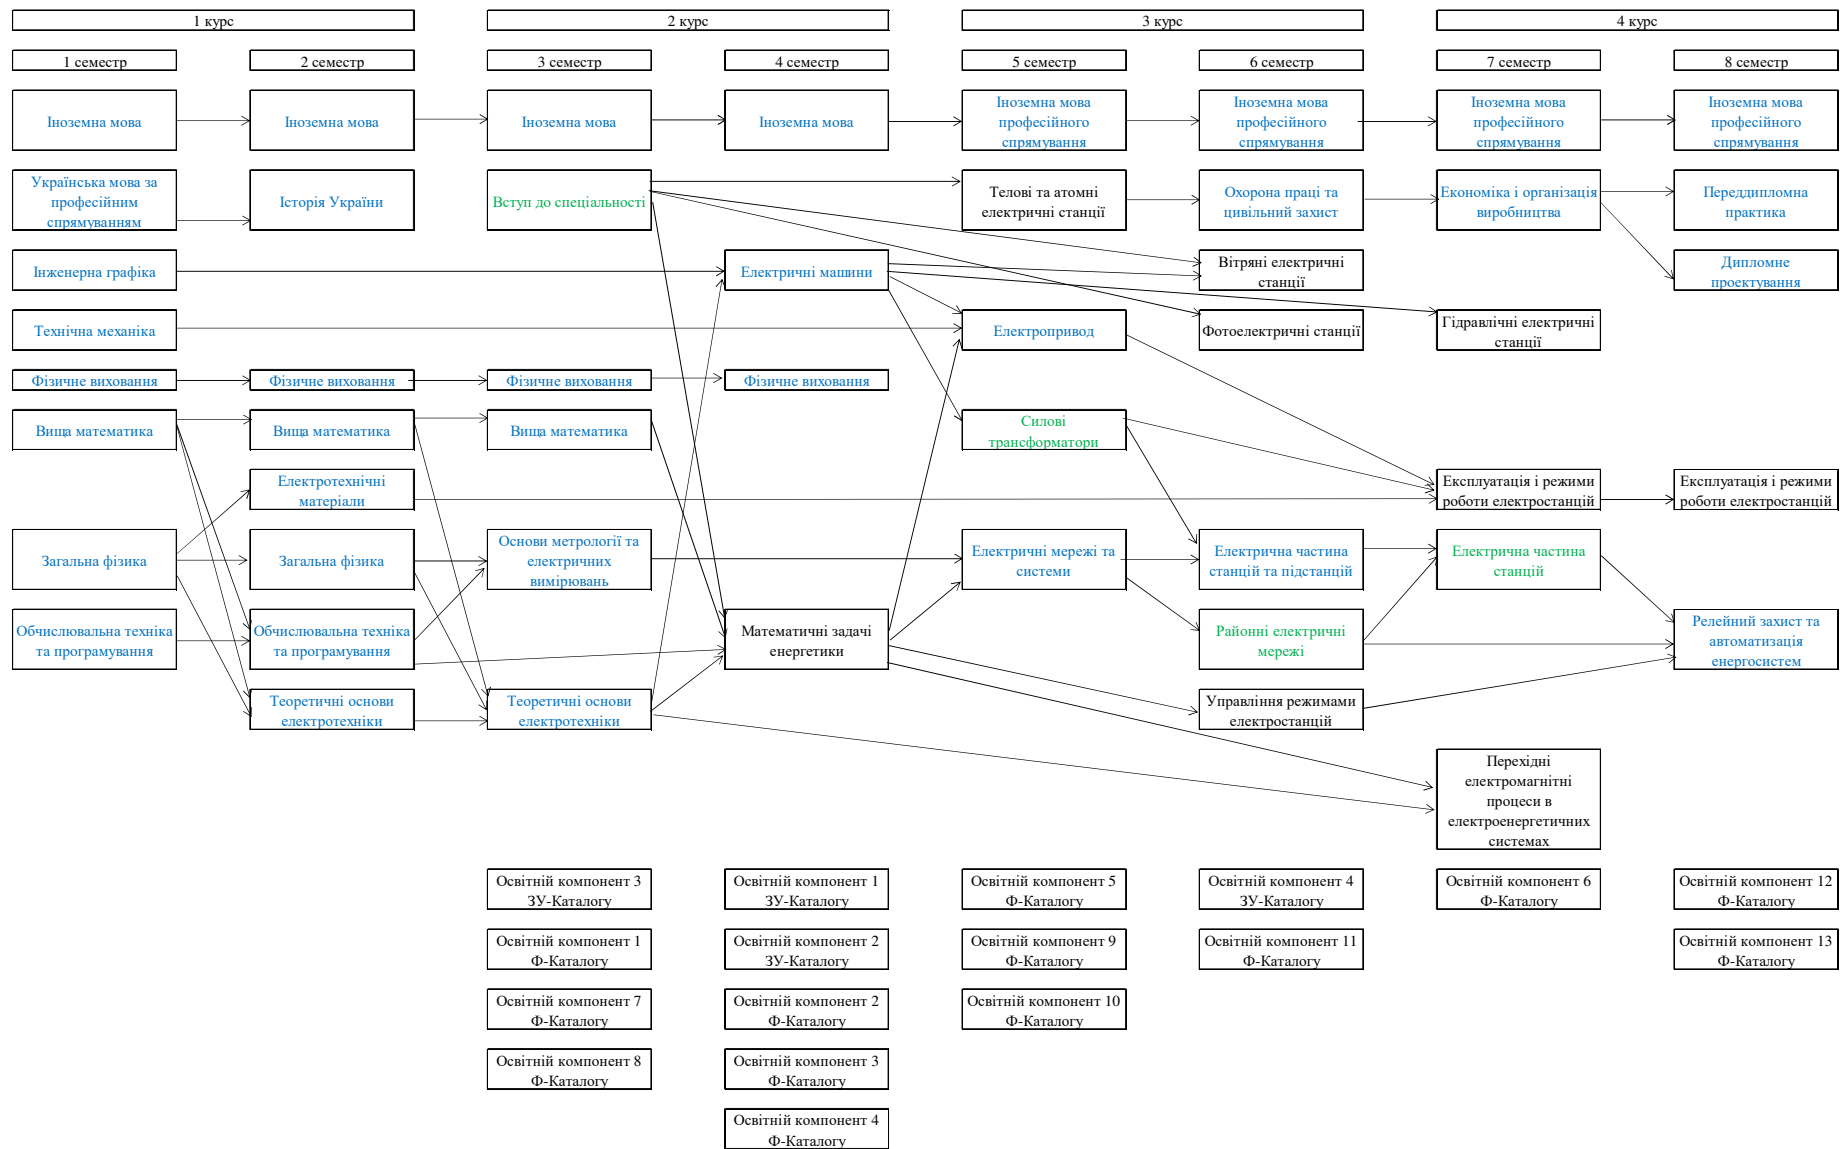 1 курс
2 курс
3 курс
4 курс
1 семестр
2 семестр
3 семестр
4 семестр
5 семестр
6 семестр
7 семестр
8 семестр
Іноземна мова
Іноземна мова
Іноземна мова
Іноземна мова
Іноземна мова
професійного
спрямування
Іноземна мова
професійного
спрямування
Іноземна мова
професійного
спрямування
Іноземна мова
професійного
спрямування
Українська мова за
професійним
спрямуванням
Історія України
Вступ до спеціальності
Телові та атомні
електричні станції
Охорона праці та
цивільний захист
Економіка і організація
виробництва
Переддипломна
практика
Інженерна графіка
Електричні машини
Вітряні електричні
станції
Дипломне
проектування
Технічна механіка
Електропривод
Фотоелектричні станції
Гідравлічні електричні
станції
Фізичне виховання
Фізичне виховання
Фізичне виховання
Фізичне виховання
Вища математика
Вища математика
Вища математика
Силові
трансформатори
Електротехнічні
матеріали
Експлуатація і режими
роботи електростанцій
Експлуатація і режими
роботи електростанцій
Загальна фізика
Загальна фізика
Основи метрології та
електричних
вимірювань
Електричні мережі та
системи
Електрична частина
станцій та підстанцій
Електрична частина
станцій
Обчислювальна техніка
та програмування
Обчислювальна техніка
та програмування
Математичні задачі
енергетики
Районні електричні
мережі
Релейний захист та
автоматизація
енергосистем
Теоретичні основи
електротехніки
Теоретичні основи
електротехніки
Управління режимами
електростанцій
Перехідні
електромагнітні
процеси в
електроенергетичних
системах
Освітній компонент 3
ЗУ-Каталогу
Освітній компонент 1
ЗУ-Каталогу
Освітній компонент 5
Ф-Каталогу
Освітній компонент 4
ЗУ-Каталогу
Освітній компонент 6
Ф-Каталогу
Освітній компонент 12
Ф-Каталогу
Освітній компонент 1
Ф-Каталогу
Освітній компонент 2
ЗУ-Каталогу
Освітній компонент 9
Ф-Каталогу
Освітній компонент 11
Ф-Каталогу
Освітній компонент 13
Ф-Каталогу
Освітній компонент 7
Ф-Каталогу
Освітній компонент 2
Ф-Каталогу
Освітній компонент 10
Ф-Каталогу
Освітній компонент 8
Ф-Каталогу
Освітній компонент 3
Ф-Каталогу
Освітній компонент 4
Ф-Каталогу